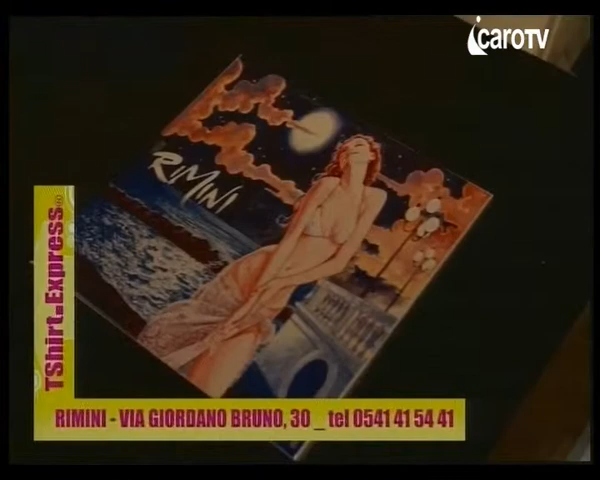 icaroTV
RIMINI
TShirt Express
RIMINI - VIA GIORDANO BRUNO, 30 _ tel 0541 41 54 41